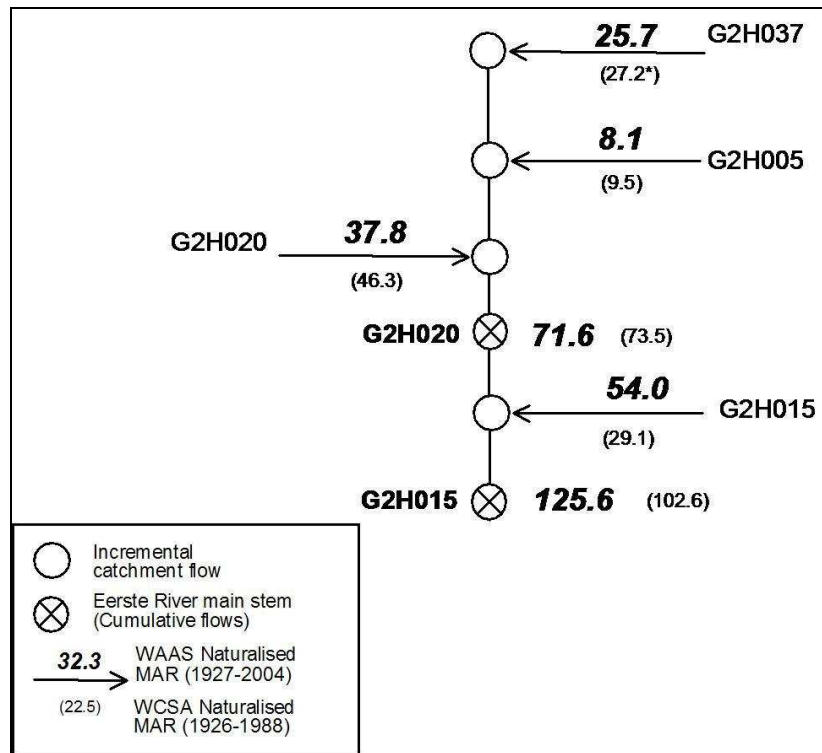 25.7 G2H037
(27.2*)
8.1
G2H005
(9.5)
G2H020 37.8
(46.3)
G2H020 71.6 (73.5)
54.0
G2H015
(29.1)
G2H015 125.6 (102.6)
Incremental
catchment flow
Eerste River main stem
(Cumulative flows)
32.3 WAAS Naturalised
MAR (1927-2004)
(22.5) WCSA Naturalised
MAR (1926-1988)